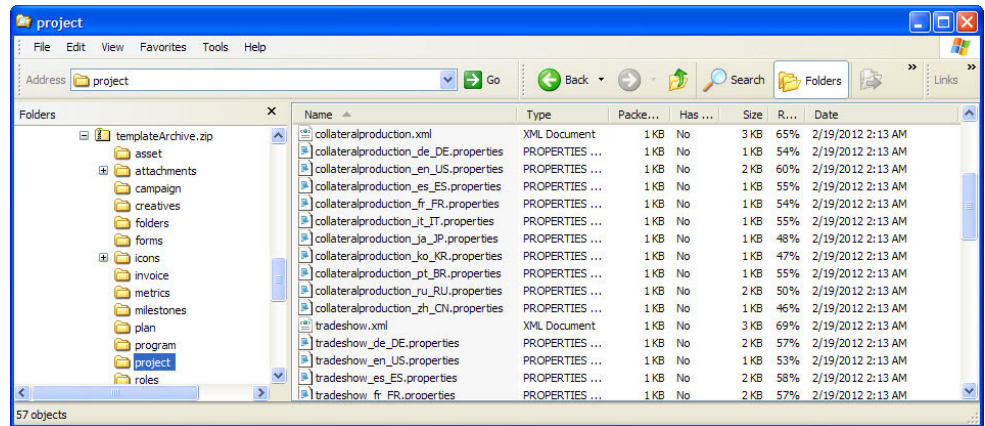 project
File Edit View Favorites Tools Help
Address project Go Back Search Folders » Links »
Folders × Name Type Packe... Has ... Size R... Date
templateArchive.zip
asset
attachments
campaign
creatives
folders
forms
icons
invoice
metrics
milestones
plan
program
project
roles
collateralproduction.xml XML Document 1 KB No 3 KB 65% 2/19/2012 2:13 AM
collateralproduction_de_DE.properties PROPERTIES ... 1 KB No 1 KB 54% 2/19/2012 2:13 AM
collateralproduction_en_US.properties PROPERTIES ... 1 KB No 2 KB 60% 2/19/2012 2:13 AM
collateralproduction_es_ES.properties PROPERTIES ... 1 KB No 1 KB 55% 2/19/2012 2:13 AM
collateralproduction_fr_FR.properties PROPERTIES ... 1 KB No 1 KB 54% 2/19/2012 2:13 AM
collateralproduction_it_IT.properties PROPERTIES ... 1 KB No 1 KB 55% 2/19/2012 2:13 AM
collateralproduction_ja_JP.properties PROPERTIES ... 1 KB No 1 KB 48% 2/19/2012 2:13 AM
collateralproduction_ko_KR.properties PROPERTIES ... 1 KB No 1 KB 47% 2/19/2012 2:13 AM
collateralproduction_pt_BR.properties PROPERTIES ... 1 KB No 1 KB 55% 2/19/2012 2:13 AM
collateralproduction_ru_RU.properties PROPERTIES ... 1 KB No 2 KB 50% 2/19/2012 2:13 AM
collateralproduction_zh_CN.properties PROPERTIES ... 1 KB No 1 KB 46% 2/19/2012 2:13 AM
tradeshow.xml XML Document 1 KB No 3 KB 69% 2/19/2012 2:13 AM
tradeshow_de_DE.properties PROPERTIES ... 1 KB No 2 KB 57% 2/19/2012 2:13 AM
tradeshow_en_US.properties PROPERTIES ... 1 KB No 1 KB 53% 2/19/2012 2:13 AM
tradeshow_es_ES.properties PROPERTIES ... 1 KB No 2 KB 58% 2/19/2012 2:13 AM
tradeshow_fr_FR.properties PROPERTIES ... 1 KB No 2 KB 57% 2/19/2012 2:13 AM
57 objects